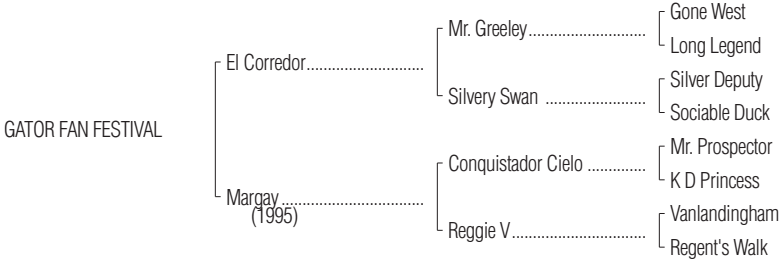 Gone West
Mr. Greeley..............................
Long Legend
El Corredor..............................
Silver Deputy
Silvery Swan ..........................
Sociable Duck
GATOR FAN FESTIVAL
Mr. Prospector
Conquistador Cielo ...............
K D Princess
Margay.....................................
(1995)
Vanlandingham
Reggie V..................................
Regent's Walk